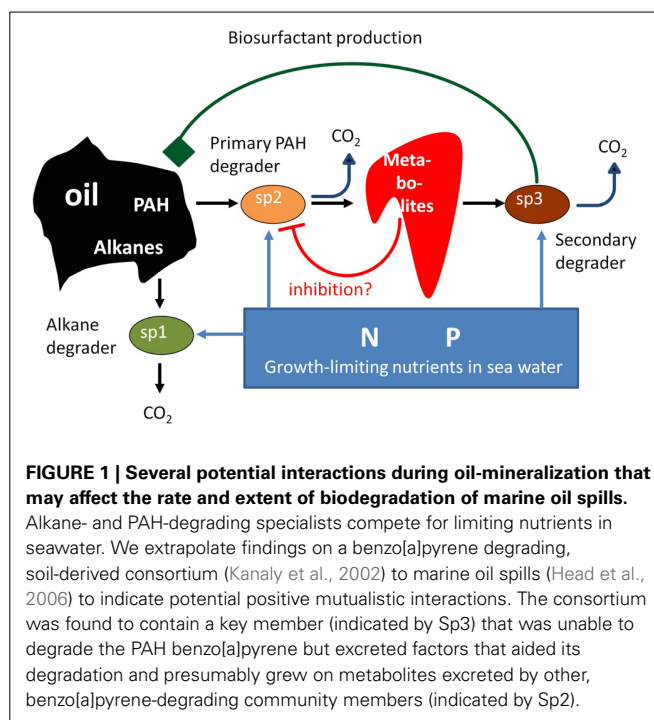 Biosurfactant production
Primary PAH
degrader
CO₂
CO₂
oil
PAH
Alkanes
sp2
Meta-
bo-
lites
sp3
Secondary
degrader
inhibition?
Alkane
degrader
sp1
N P
Growth-limiting nutrients in sea water
CO₂
FIGURE 1 | Several potential interactions during oil-mineralization that
may affect the rate and extent of biodegradation of marine oil spills.
Alkane- and PAH-degrading specialists compete for limiting nutrients in
seawater. We extrapolate findings on a benzo[a]pyrene degrading,
soil-derived consortium (Kanaly et al., 2002) to marine oil spills (Head et al.,
2006) to indicate potential positive mutualistic interactions. The consortium
was found to contain a key member (indicated by Sp3) that was unable to
degrade the PAH benzo[a]pyrene but excreted factors that aided its
degradation and presumably grew on metabolites excreted by other,
benzo[a]pyrene-degrading community members (indicated by Sp2).